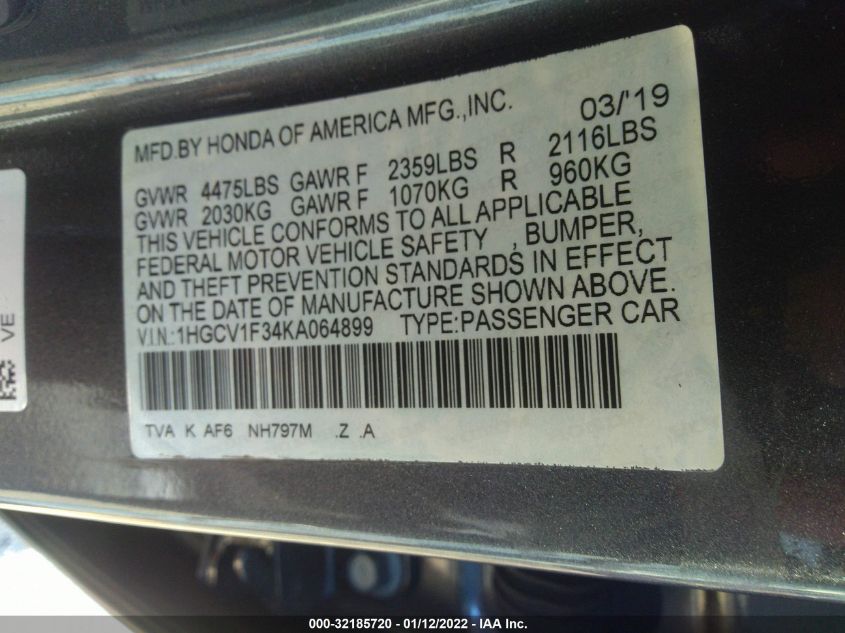 MFD.BY HONDA OF AMERICA MFG.,INC. 03/'19
GVWR 4475LBS GAWR F 2359LBS R 2116LBS
GVWR 2030KG GAWR F 1070KG R 960KG
THIS VEHICLE CONFORMS TO ALL APPLICABLE
FEDERAL MOTOR VEHICLE SAFETY , BUMPER,
AND THEFT PREVENTION STANDARDS IN EFFECT
ON THE DATE OF MANUFACTURE SHOWN ABOVE.
V.I.N.:1HGCV1F34KA064899 TYPE:PASSENGER CAR
TVA K AF6 NH797M .Z .A
VE
000-32185720 - 01/12/2022 - IAA Inc.